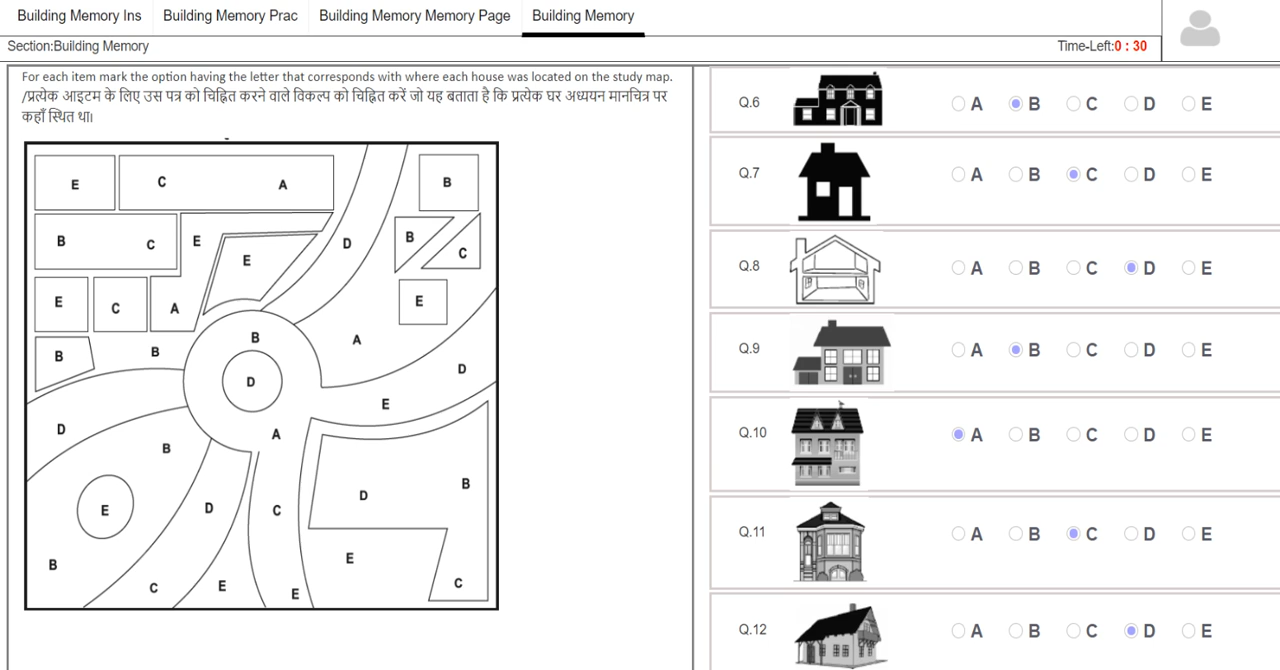 Building Memory Ins Building Memory Prac Building Memory Memory Page Building Memory
Section:Building Memory Time-Left:0 : 30
For each item mark the option having the letter that corresponds with where each house was located on the study map.
/प्रत्येक आइटम के लिए उस पत्र को चिह्नित करने वाले विकल्प को चिह्नित करें जो यह बताता है कि प्रत्येक घर अध्ययन मानचित्र पर
कहाँ स्थित था।
E C A B
B C E D B C
E
E C A E
B B B A
D D
E
D A
B
E D C D B
B E
C E E C
Q.6 A B C D E
Q.7 A B C D E
Q.8 A B C D E
Q.9 A B C D E
Q.10 A B C D E
Q.11 A B C D E
Q.12 A B C D E